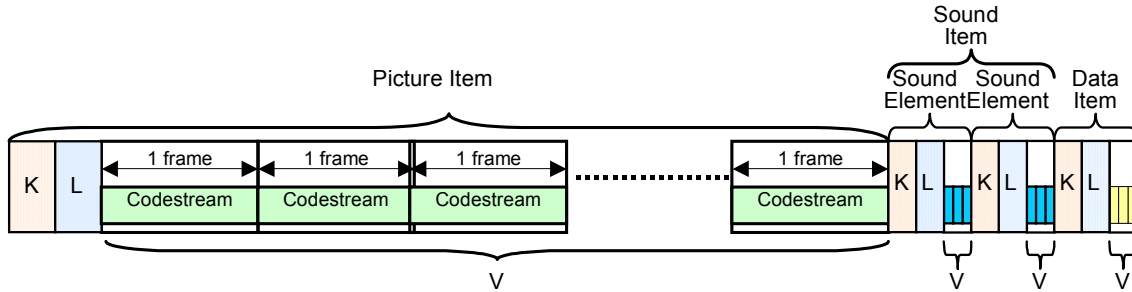 Sound
Item
Picture Item
Sound
Element
Sound
Element
Data
Item
1 frame
1 frame
1 frame
1 frame
K
L
Codestream
Codestream
Codestream
Codestream
K
L
K
L
K
L
V
V
V
V